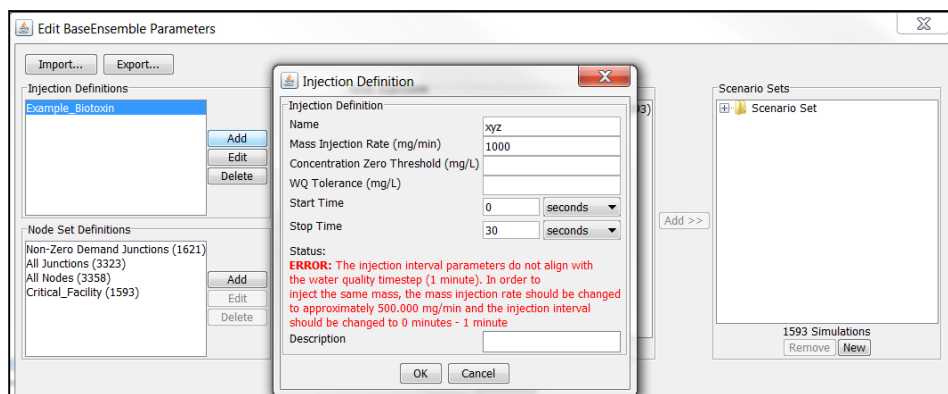 Edit BaseEnsemble Parameters
Import... Export...
Injection Definitions
Example_Biotoxin
Add
Edit
Delete
Node Set Definitions
Non-Zero Demand Junctions (1621)
All Junctions (3323)
All Nodes (3358)
Critical_Facility (1593)
Add
Edit
Delete
Injection Definition
Injection Definition
Name xyz
Mass Injection Rate (mg/min) 1000
Concentration Zero Threshold (mg/L)
WQ Tolerance (mg/L)
Start Time 0 seconds
Stop Time 30 seconds
Status:
ERROR: The injection interval parameters do not align with
the water quality timestep (1 minute). In order to
inject the same mass, the mass injection rate should be changed
to approximately 500.000 mg/min and the injection interval
should be changed to 0 minutes - 1 minute
Description
OK Cancel
93)
Add >>
Scenario Sets
Scenario Set
1593 Simulations
Remove New